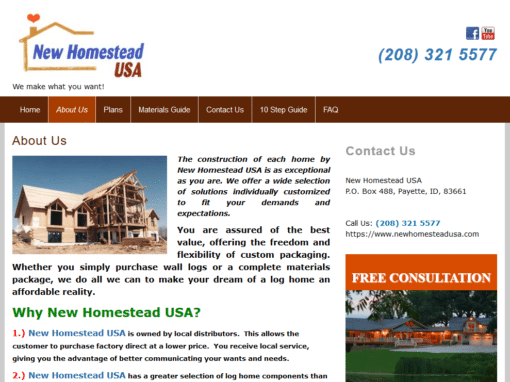 New Homestead
USA
We make what you want!
You
Tube
(208) 321 5577
Home
About Us
Plans
Materials Guide
Contact Us
10 Step Guide
FAQ
About Us
The construction of each home by
New Homestead USA is as exceptional
as you are. We offer a wide selection
of solutions individually customized
to fit your demands and
expectations.
You are assured of the best
value, offering the freedom and
flexibility of custom packaging.
Whether you simply purchase wall logs or a complete materials
package, we do all we can to make your dream of a log home an
affordable reality.
Why New Homestead USA?
1.) New Homestead USA is owned by local distributors. This allows the
customer to purchase factory direct at a lower price. You receive local service,
giving you the advantage of better communicating your wants and needs.
2.) New Homestead USA has a greater selection of log home components than
Contact Us
New Homestead USA
P.O. Box 488, Payette, ID, 83661
Call Us: (208) 321 5577
https://www.newhomesteadusa.com
FREE CONSULTATION